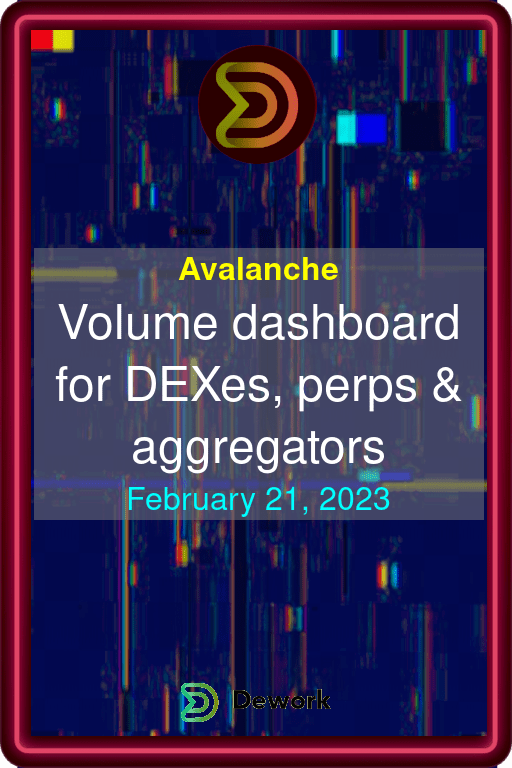 Avalanche
Volume dashboard
for DEXes, perps &
aggregators
February 21, 2023
Dework